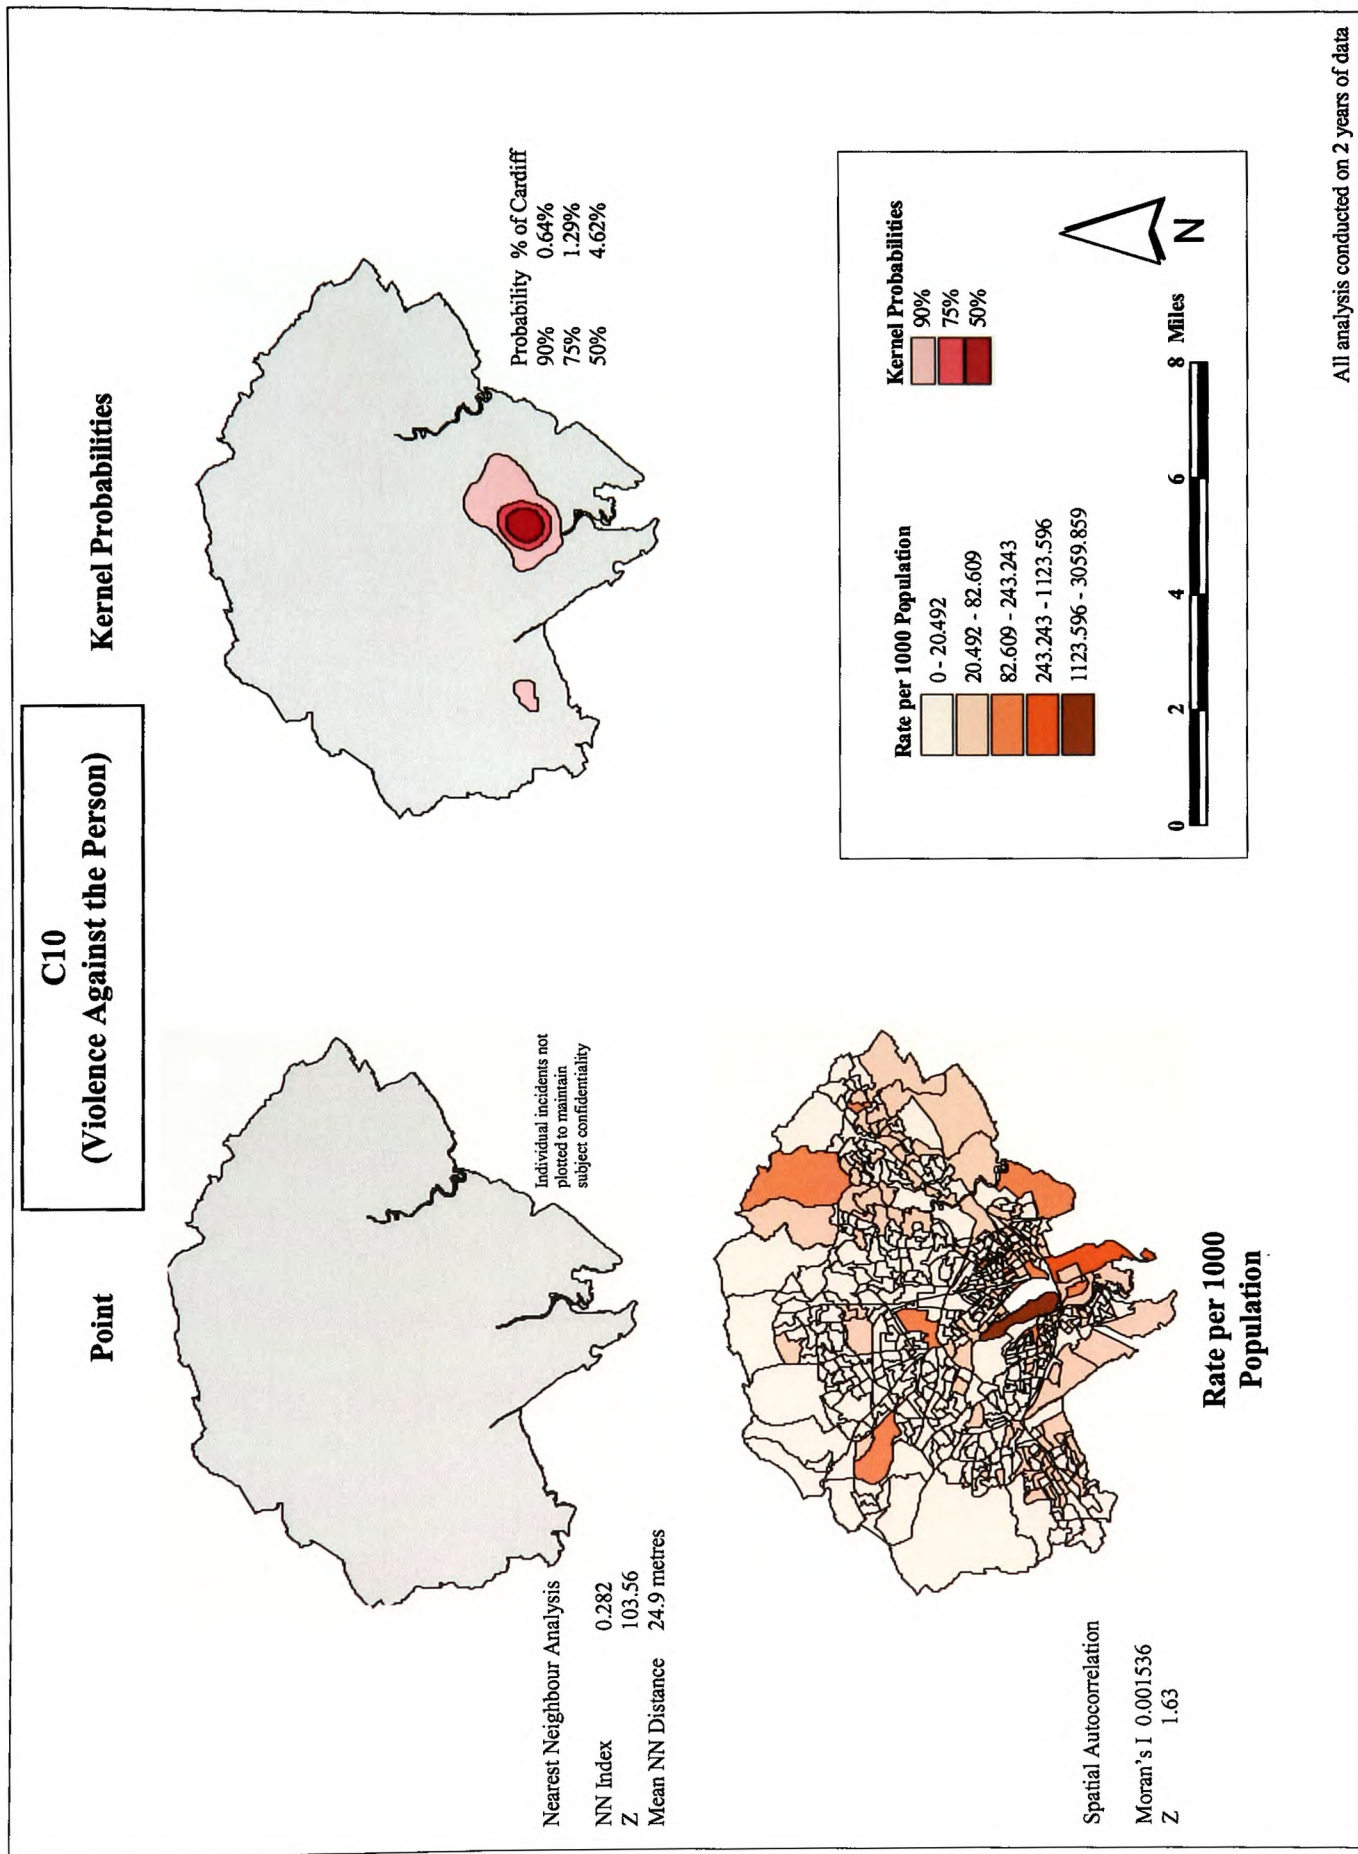 C10
(Violence Against the Person)
Point
Kernel Probabilities
Individual incidents not
plotted to maintain
subject confidentiality
Nearest Neighbour Analysis
NN Index 0.282
Z 103.56
Mean NN Distance 24.9 metres
Probability % of Cardiff
90% 0.64%
75% 1.29%
50% 4.62%
Spatial Autocorrelation
Moran's I 0.001536
Z 1.63
Rate per 1000
Population
Rate per 1000 Population
0 - 20.492
20.492 - 82.609
82.609 - 243.243
243.243 - 1123.596
1123.596 - 3059.859
Kernel Probabilities
90%
75%
50%
0 2 4 6 8 Miles
N
All analysis conducted on 2 years of data